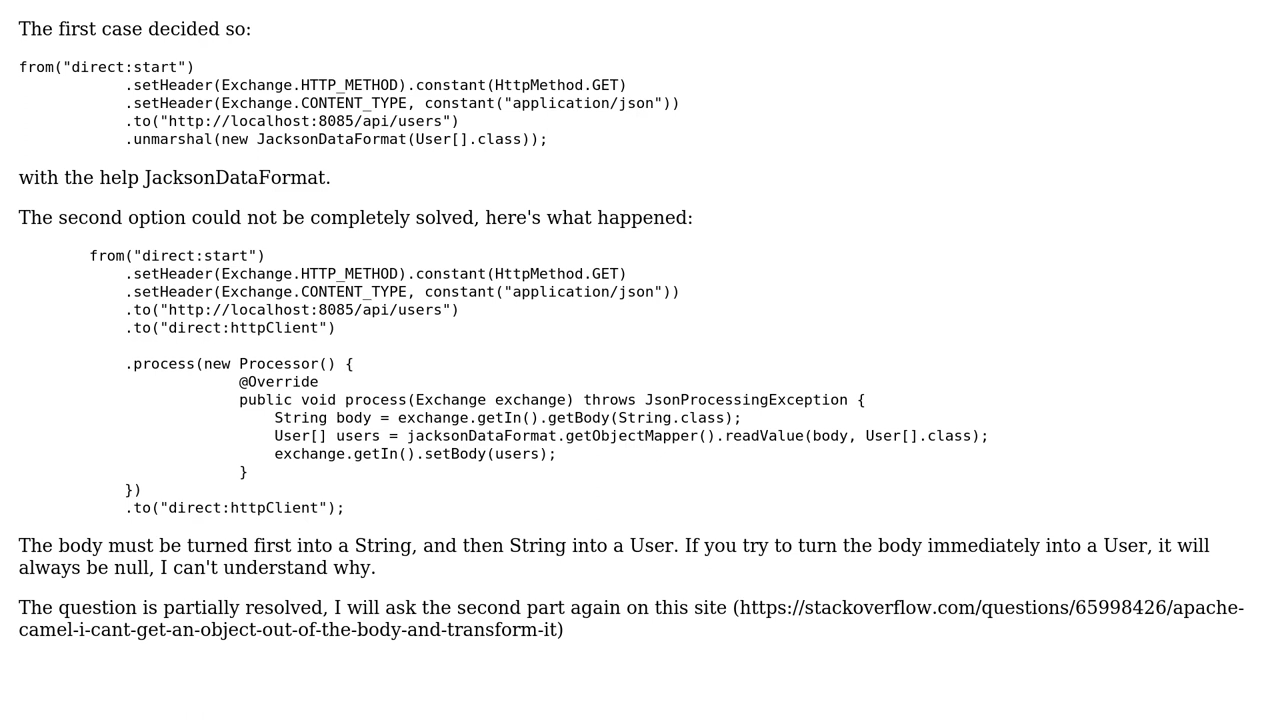 The first case decided so:
from("direct:start")
            .setHeader(Exchange.HTTP_METHOD).constant(HttpMethod.GET)
            .setHeader(Exchange.CONTENT_TYPE, constant("application/json"))
            .to("http://localhost:8085/api/users")
            .unmarshal(new JacksonDataFormat(User[].class));
with the help JacksonDataFormat.
The second option could not be completely solved, here's what happened:
        from("direct:start")
            .setHeader(Exchange.HTTP_METHOD).constant(HttpMethod.GET)
            .setHeader(Exchange.CONTENT_TYPE, constant("application/json"))
            .to("http://localhost:8085/api/users")
            .to("direct:httpClient")
            .process(new Processor() {
                         @Override
                         public void process(Exchange exchange) throws JsonProcessingException {
                             String body = exchange.getIn().getBody(String.class);
                             User[] users = jacksonDataFormat.getObjectMapper().readValue(body, User[].class);
                             exchange.getIn().setBody(users);
                         }
            })
            .to("direct:httpClient");
The body must be turned first into a String, and then String into a User. If you try to turn the body immediately into a User, it will
always be null, I can't understand why.
The question is partially resolved, I will ask the second part again on this site (https://stackoverflow.com/questions/65998426/apache-
camel-i-cant-get-an-object-out-of-the-body-and-transform-it)